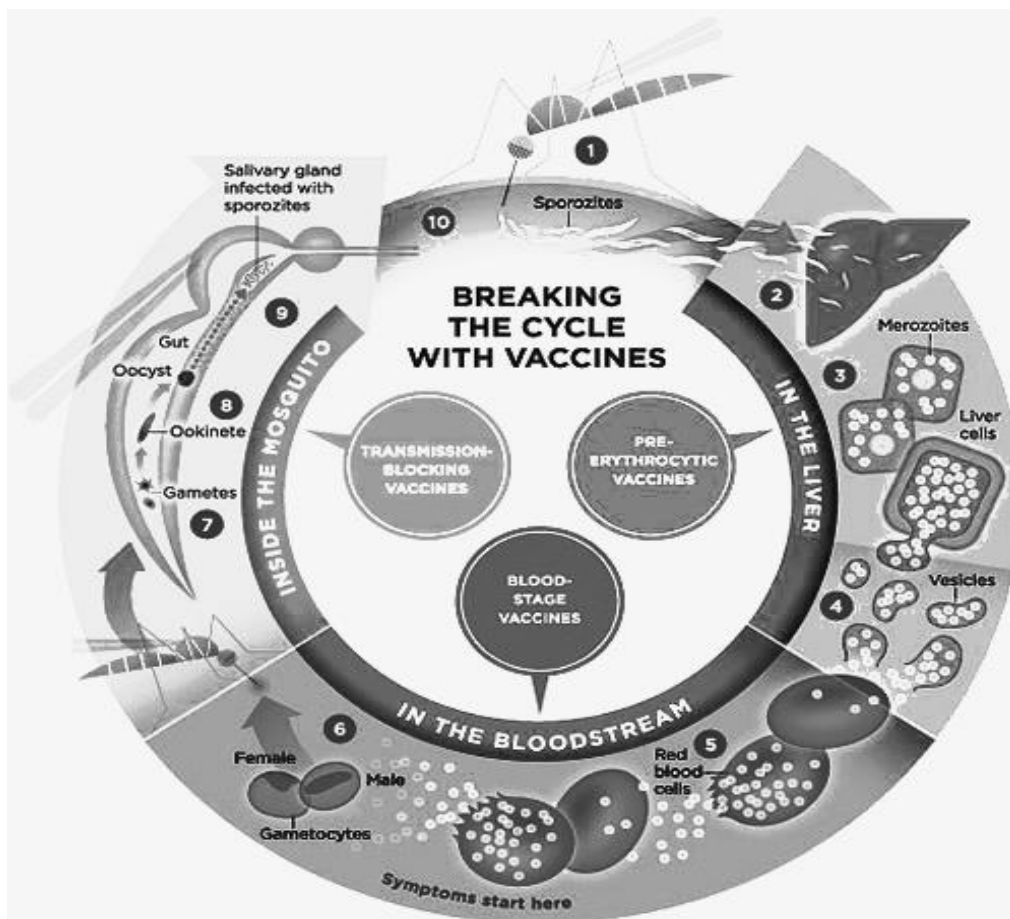 1
Salivary gland
infected with
sporozites
10
Sporozites
BREAKING
THE CYCLE
WITH VACCINES
2
Merozoites
3
Liver
cells
9
Gut
Oocyst
8
Ookinete
Gametes
7
INSIDE THE MOSQUITO
IN THE LIVER
TRANSMISSION-
BLOCKING
VACCINES
PRE-
ERYTHROCYTIC
VACCINES
BLOOD-
STAGE
VACCINES
Vesicles
4
IN THE BLOODSTREAM
6
Female
Male
Gametocytes
5
Red
blood
cells
Symptoms start here